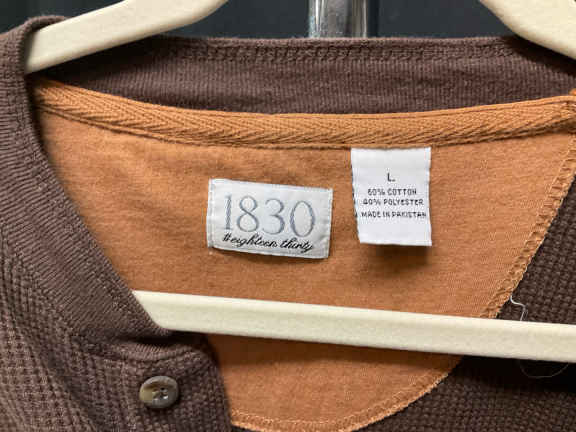 1830
#eighteen thirty
L
60% COTTON
40% POLYESTER
MADE IN PAKISTAN